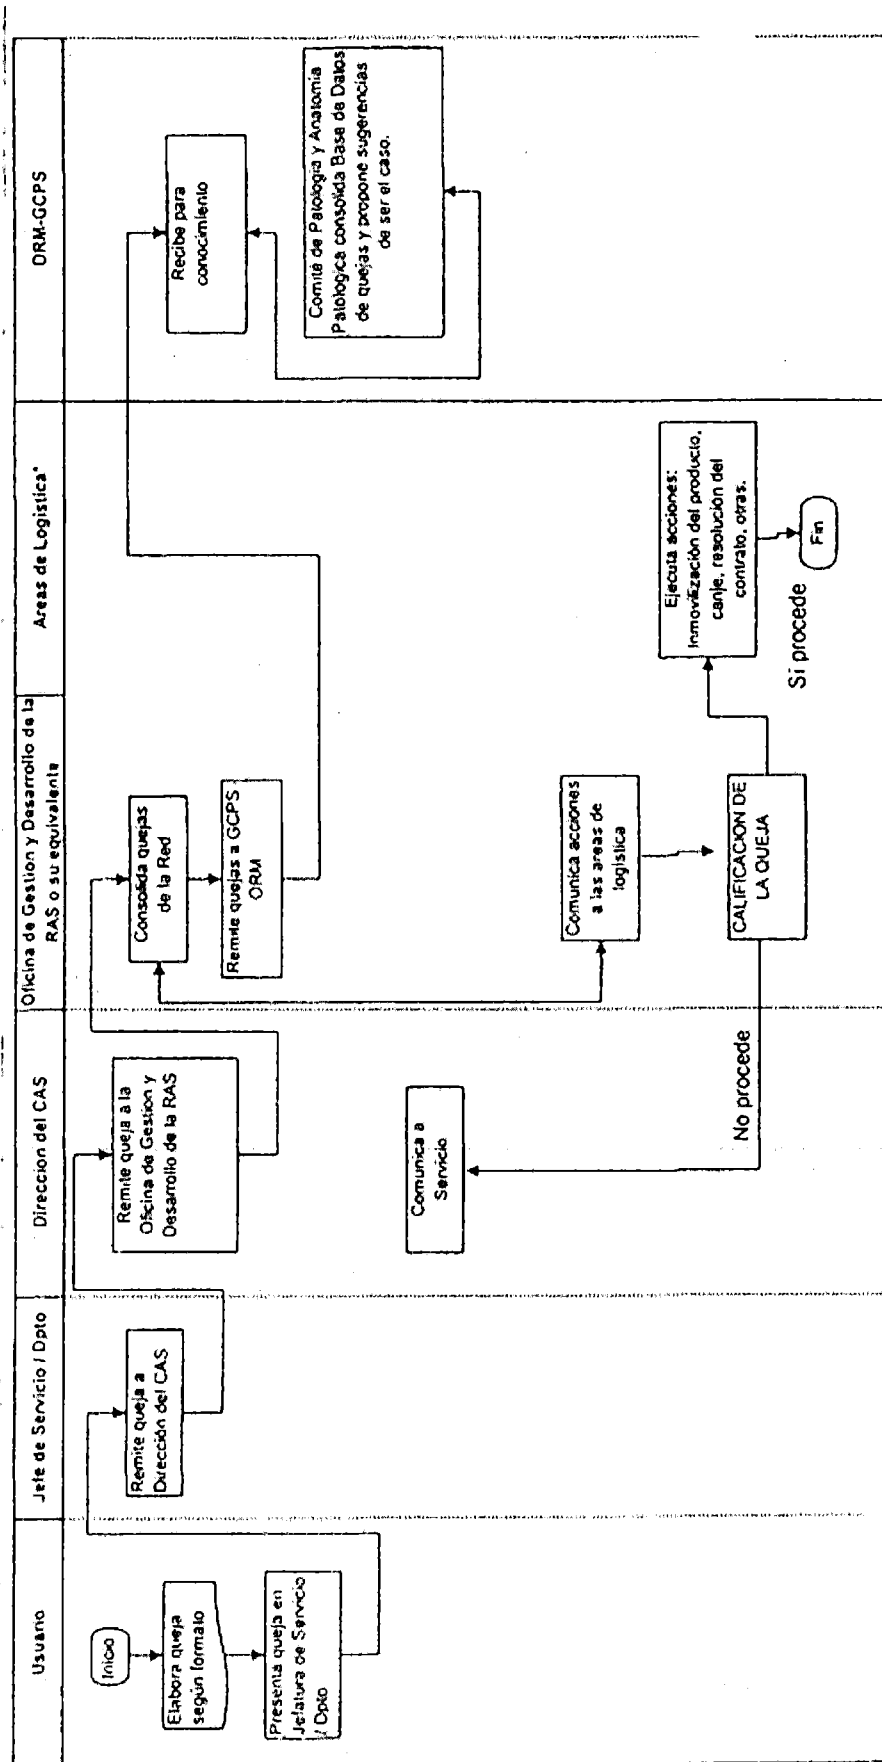 Usuario
Jefe de Servicio / Dpto
Direccion del CAS
Oficina de Gestion y Desarrollo de la
RAS o su equivalente
Areas de Logistica*
ORM-GCPS
Inicio
Elabora queja
según formato
Presenta queja en
Jefatura de Servicio
/ Dpto
Remite queja a
Dirección del CAS
Remite queja a la
Oficina de Gestion y
Desarrollo de la RAS
Comunica a
Servicio
No procede
Consolida quejas
de la Red
Remite quejas a GCPS
ORM
Comunica acciones
a las areas de
logística
CALIFICACION DE
LA QUEJA
Ejecuta acciones:
Inmovilización del producto,
canje, resolución del
contrato, otras.
Si procede
Fin
Recibe para
conocimiento
Comité de Patologia y Anatomia
Patologica consolida Base de Datos
de quejas y propone sugerencias
de ser el caso.